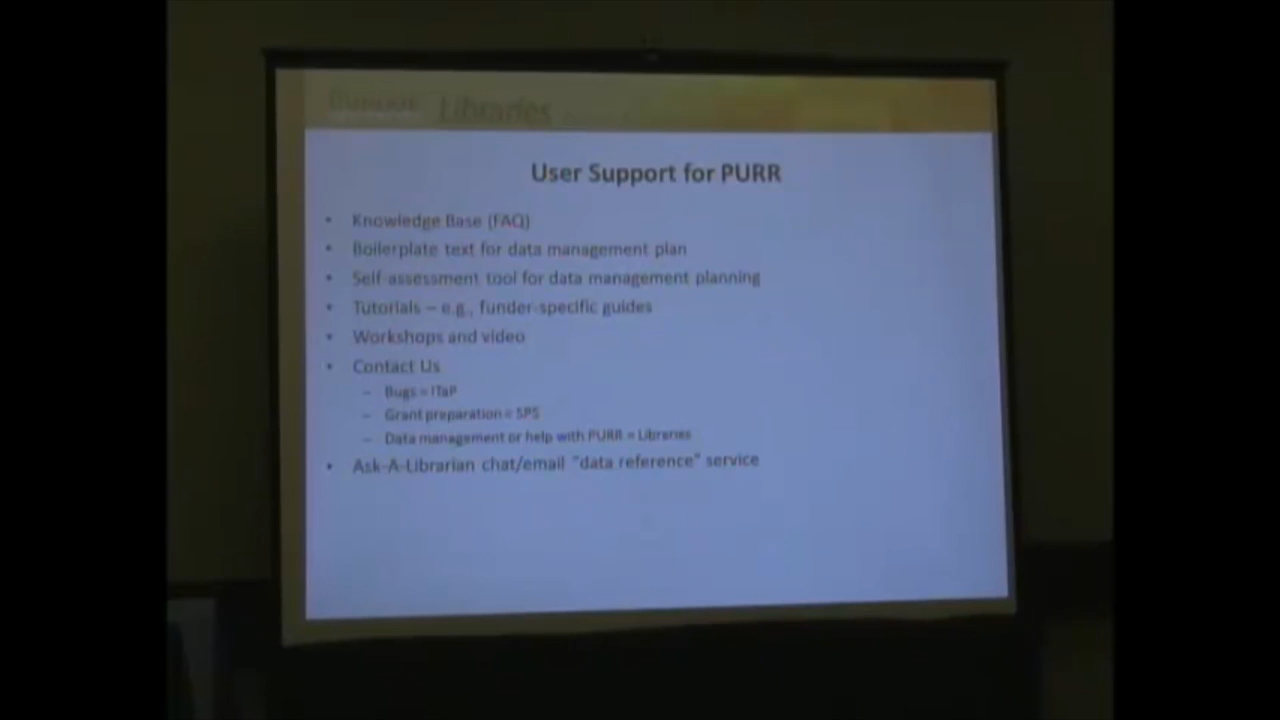 Libraries
User Support for PURR
• Knowledge Base (FAQ)
• Boilerplate text for data management plan
• Self-assessment tool for data management planning
• Tutorials – e.g., funder-specific guides
• Workshops and video
• Contact Us
– Bugs = ITaP
– Grant preparation = SPS
– Data management or help with PURR = Libraries
• Ask-A-Librarian chat/email "data reference" service